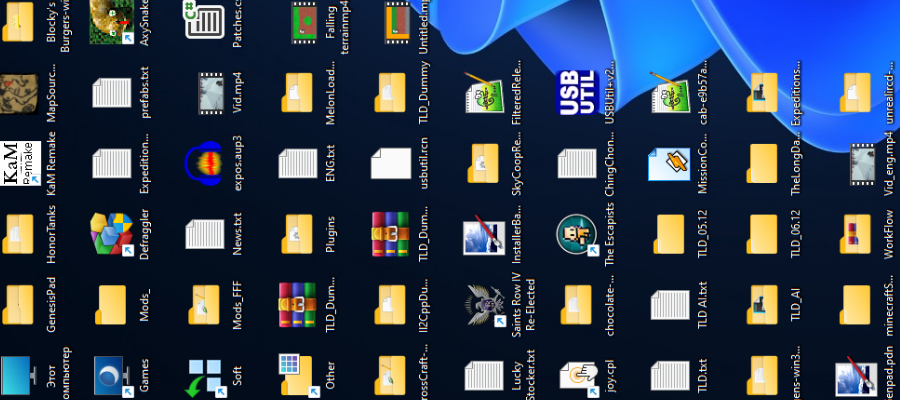 Этот
омпьютер
GenesisPad
HonorTanks
KaM
Remake
KaM Remake
MapSourc...
Blocky's
Burgers-win
Games
Mods_
Defraggler
Expedition...
prefabs.txt
AxySnake
Soft
Mods_FFF
News.txt
expos.aup3
Vid.mp4
C#
Patches.c
Other
TLD_Dum...
Plugins
ENG.txt
MelonLoad...
Falling
terrainmp4
rossCraft-...
Il2CppDu...
TLD_Dum...
usbutil.rcn
TLD_Dummy
Untitled.m
Lucky
Stocker.txt
Saints Row IV
Re-Elected
InstallerBa...
SkyCoopRe...
FilteredRele...
joy.cpl
chocolate-...
The Escapists
ChingChon...
USB
UTIL
USBUtil+v2...
TLD.txt
TLD AI.txt
TLD_05.12
MissionCo...
cab-e9b57a...
ens-win3...
TLD_AI
TLD_06.12
TheLongDa...
Expeditions...
enpad.pdn
minecraftS...
WorkFlow
Vid_eng.mp4
unrealircd-...